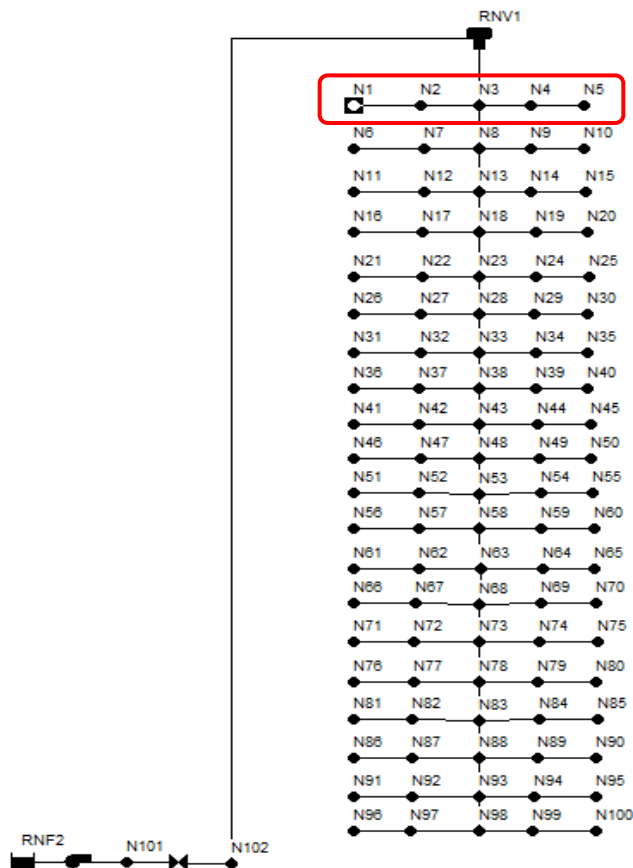 RNV1
N1 N2 N3 N4 N5
N6 N7 N8 N9 N10
N11 N12 N13 N14 N15
N16 N17 N18 N19 N20
N21 N22 N23 N24 N25
N26 N27 N28 N29 N30
N31 N32 N33 N34 N35
N36 N37 N38 N39 N40
N41 N42 N43 N44 N45
N46 N47 N48 N49 N50
N51 N52 N53 N54 N55
N56 N57 N58 N59 N60
N61 N62 N63 N64 N65
N66 N67 N68 N69 N70
N71 N72 N73 N74 N75
N76 N77 N78 N79 N80
N81 N82 N83 N84 N85
N86 N87 N88 N89 N90
N91 N92 N93 N94 N95
N96 N97 N98 N99 N100
RNF2 N101 N102